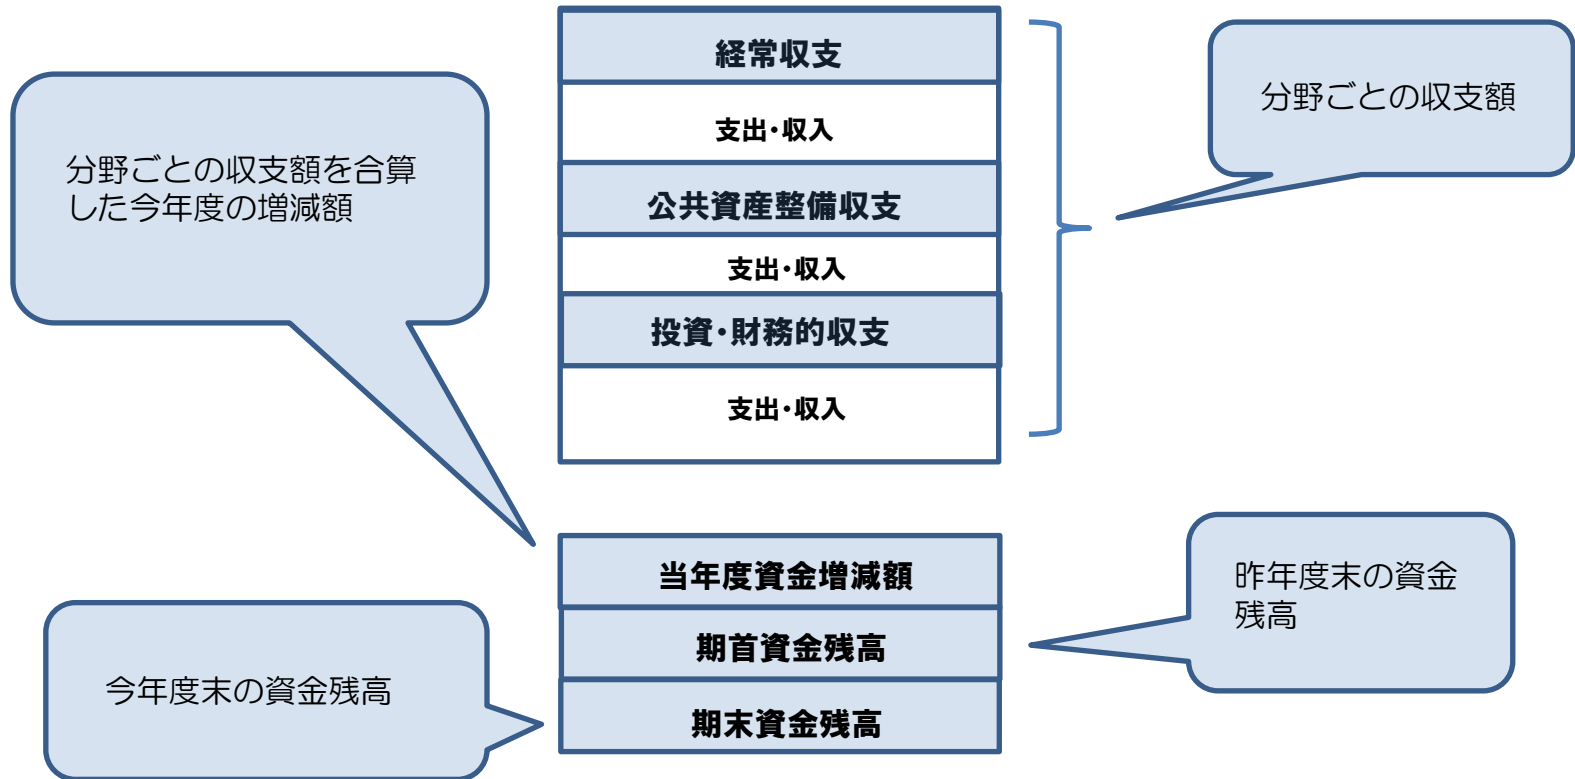 経常収支
分野ごとの収支額
支出・収入
分野ごとの収支額を合算
した今年度の増減額
公共資産整備収支
支出・収入
投資・財務的収支
支出・収入
当年度資金増減額
昨年度末の資金
残高
期首資金残高
今年度末の資金残高
期末資金残高